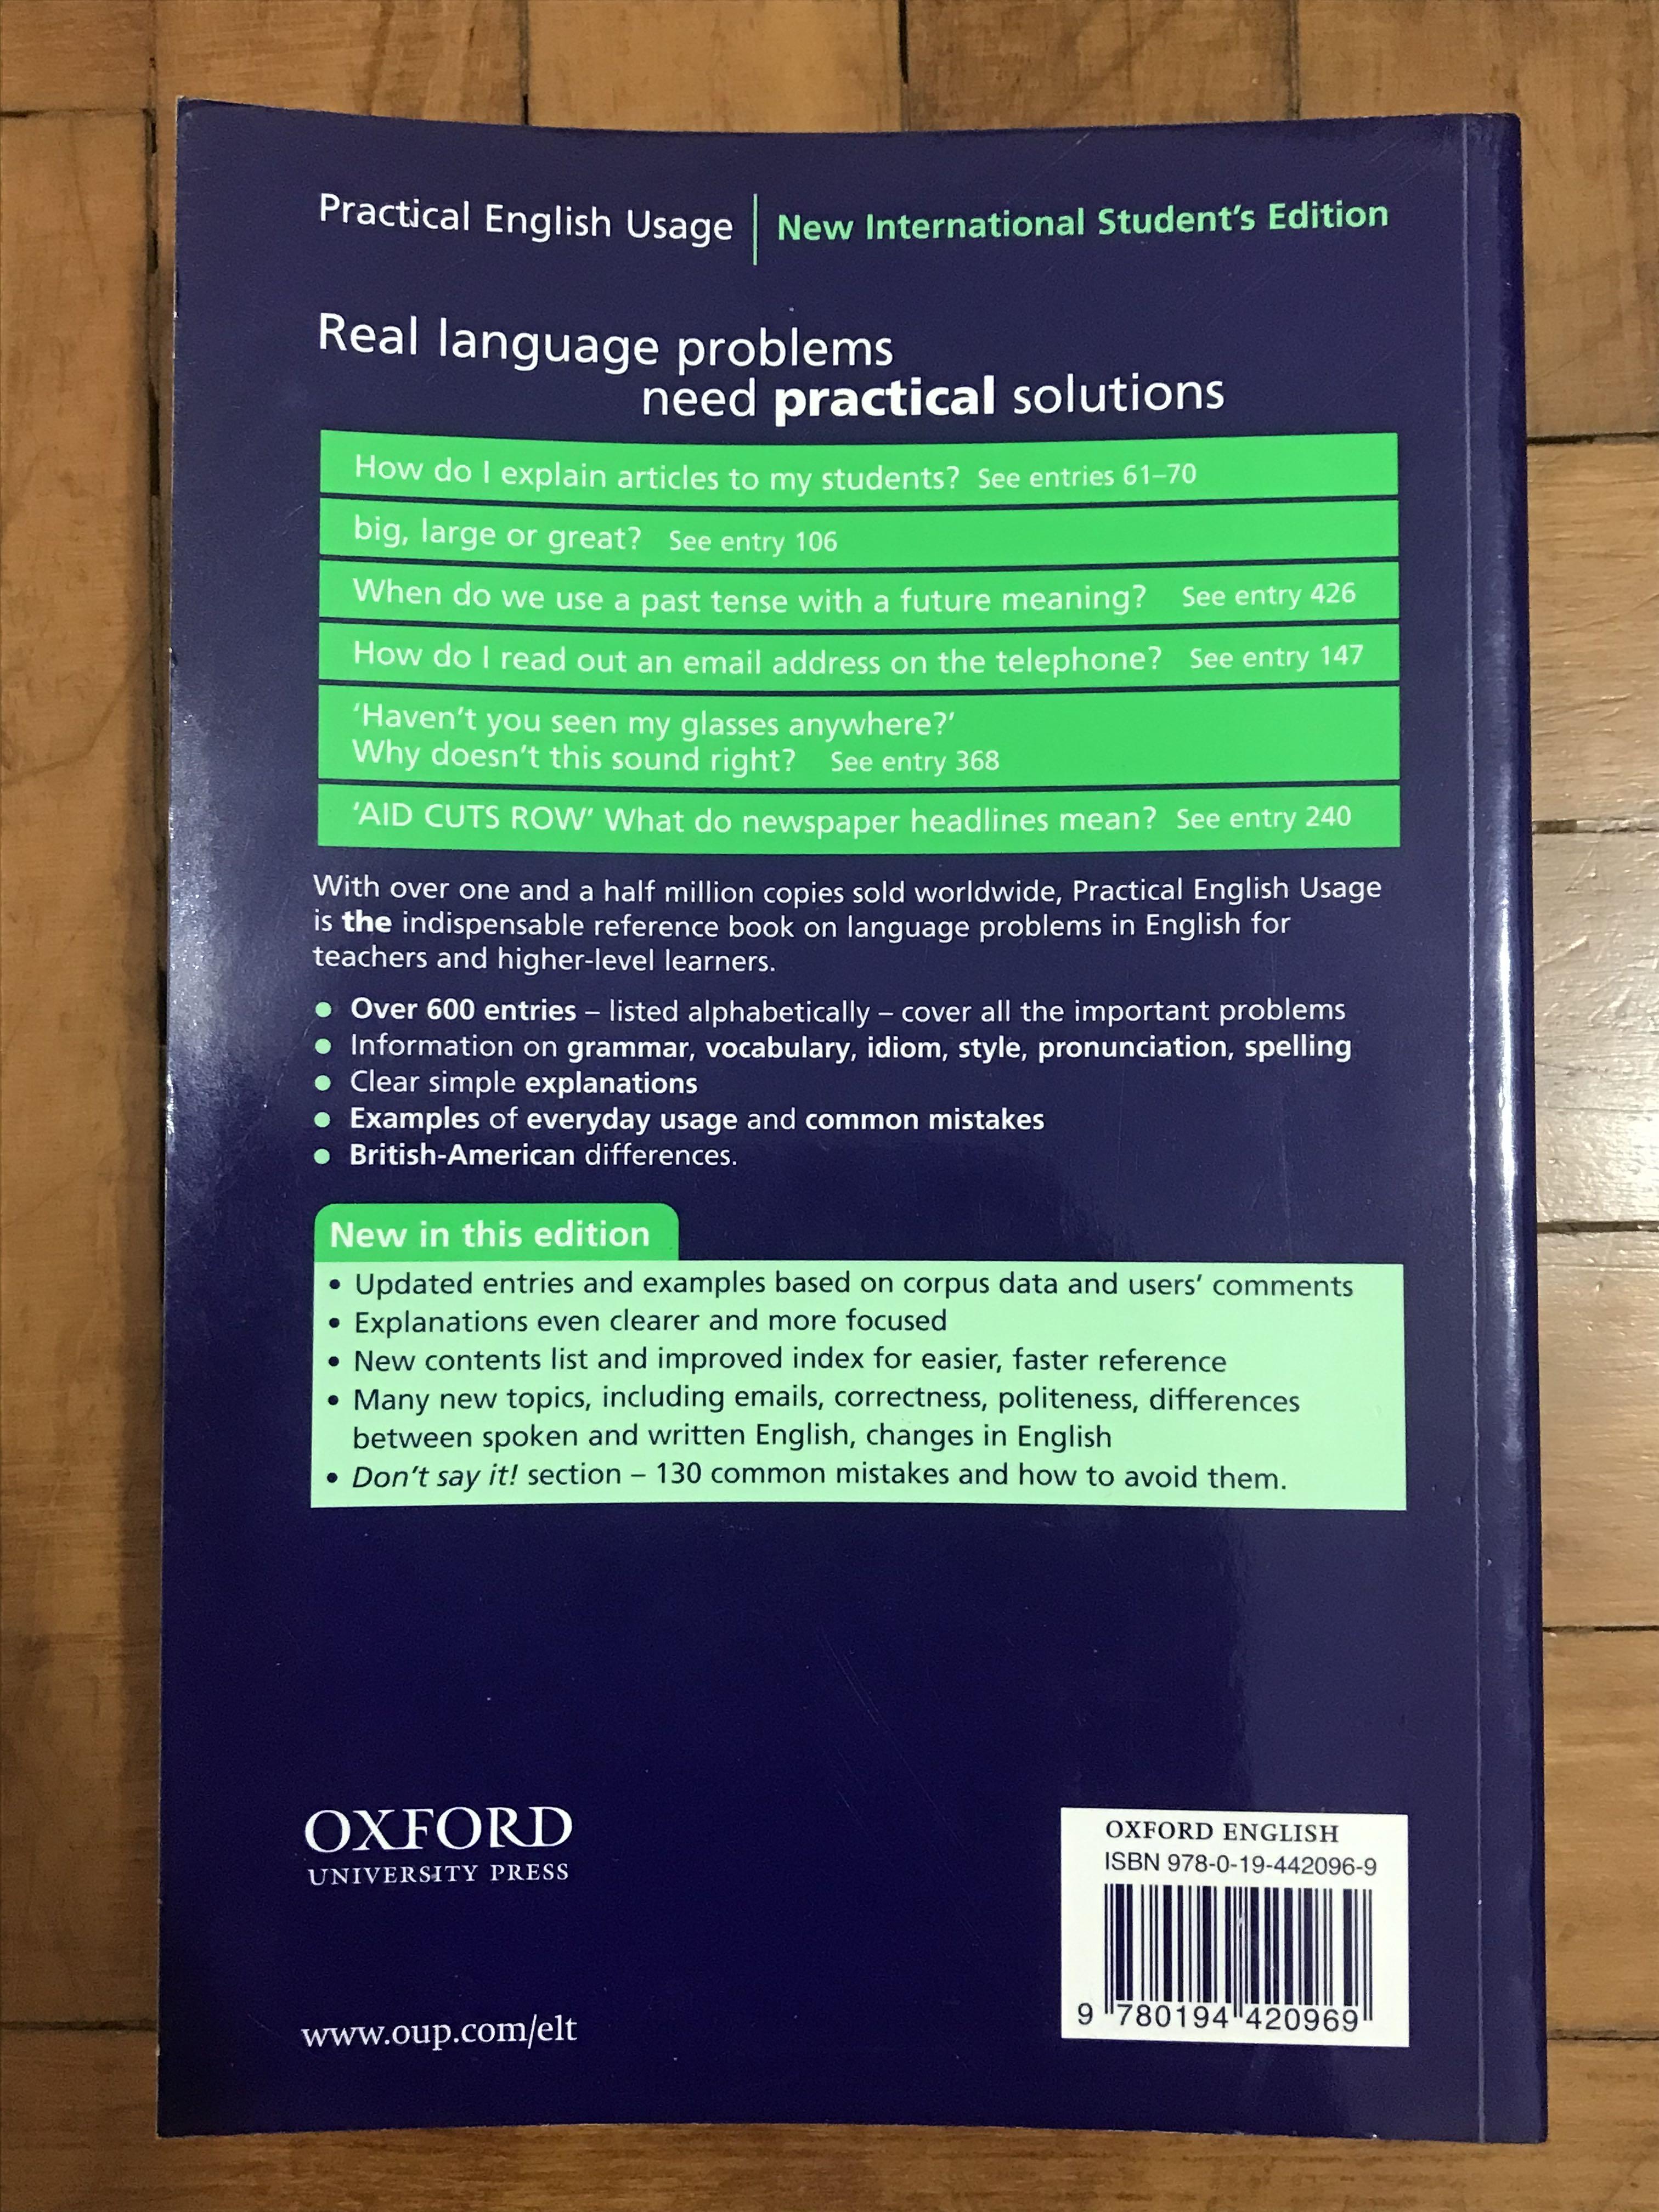 Practical English Usage | New International Student's Edition
Real language problems
need practical solutions
How do I explain articles to my students? See entries 61–70
big, large or great? See entry 106
When do we use a past tense with a future meaning? See entry 426
How do I read out an email address on the telephone? See entry 147
‘Haven’t you seen my glasses anywhere?’
Why doesn’t this sound right? See entry 368
‘AID CUTS ROW’ What do newspaper headlines mean? See entry 240
With over one and a half million copies sold worldwide, Practical English Usage
is the indispensable reference book on language problems in English for
teachers and higher-level learners.
● Over 600 entries – listed alphabetically – cover all the important problems
● Information on grammar, vocabulary, idiom, style, pronunciation, spelling
● Clear simple explanations
● Examples of everyday usage and common mistakes
● British-American differences.
New in this edition
• Updated entries and examples based on corpus data and users’ comments
• Explanations even clearer and more focused
• New contents list and improved index for easier, faster reference
• Many new topics, including emails, correctness, politeness, differences
between spoken and written English, changes in English
• Don’t say it! section – 130 common mistakes and how to avoid them.
OXFORD
UNIVERSITY PRESS
www.oup.com/elt
OXFORD ENGLISH
ISBN 978-0-19-442096-9
9 780194 420969